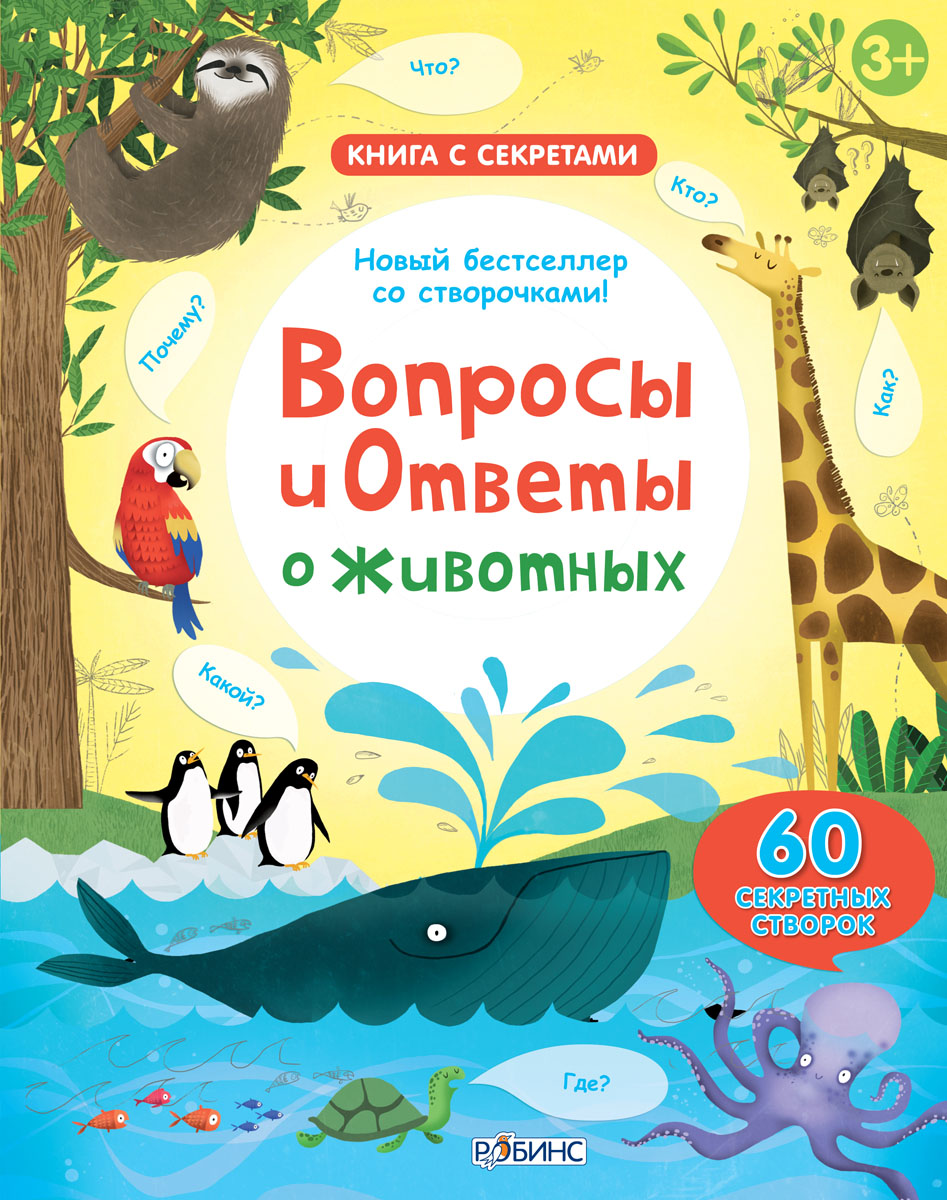 Что?
3+
КНИГА С СЕКРЕТАМИ
Кто?
??
Новый бестселлер
со створочками!
Почему?
Вопросы
и Ответы
о животных
Как?
Какой?
60
СЕКРЕТНЫХ
СТВОРОК
Где?
РОБИНС